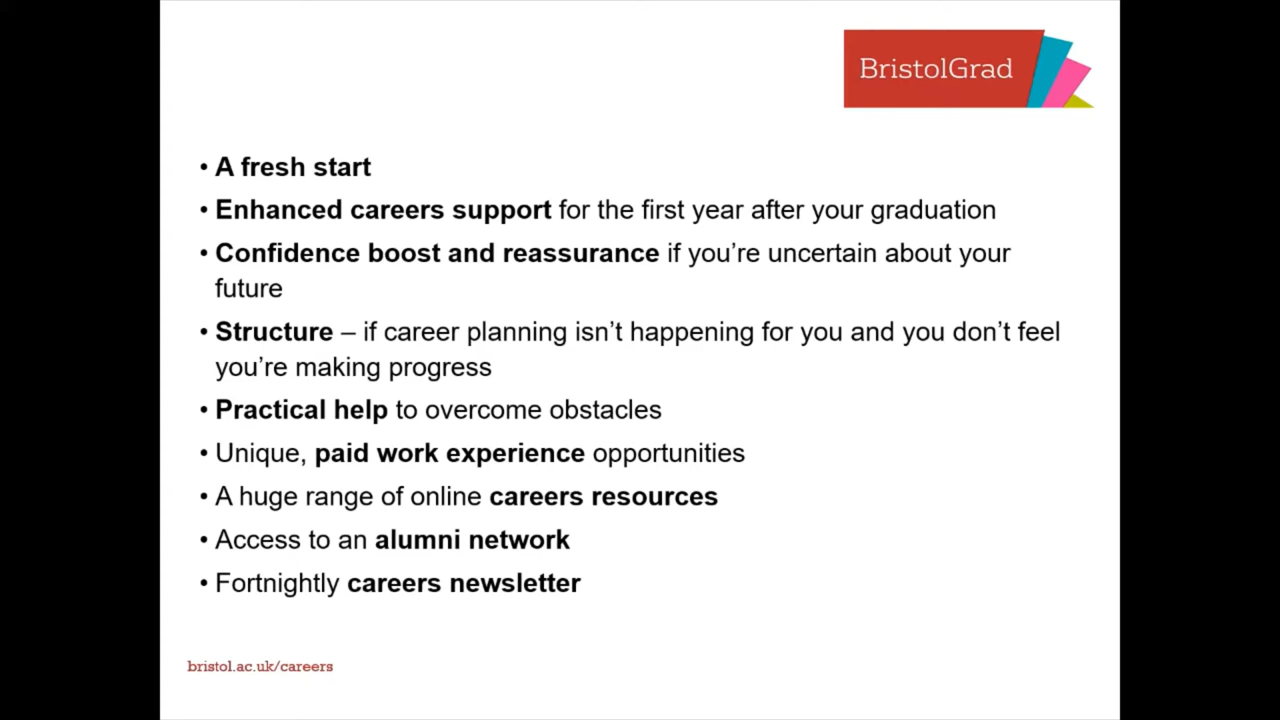 BristolGrad
• A fresh start
• Enhanced careers support for the first year after your graduation
• Confidence boost and reassurance if you’re uncertain about your
future
• Structure – if career planning isn’t happening for you and you don’t feel
you’re making progress
• Practical help to overcome obstacles
• Unique, paid work experience opportunities
• A huge range of online careers resources
• Access to an alumni network
• Fortnightly careers newsletter
bristol.ac.uk/careers